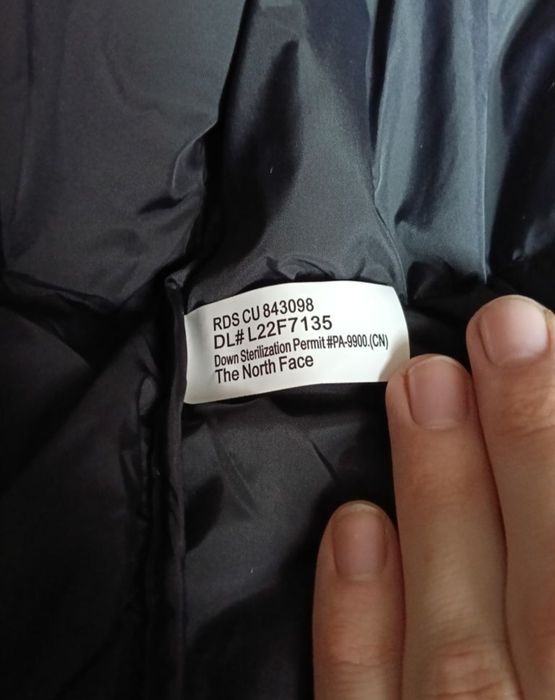 RDS CU 843098
DL# L22F7135
Down Sterilization Permit #PA-9900.(CN)
The North Face